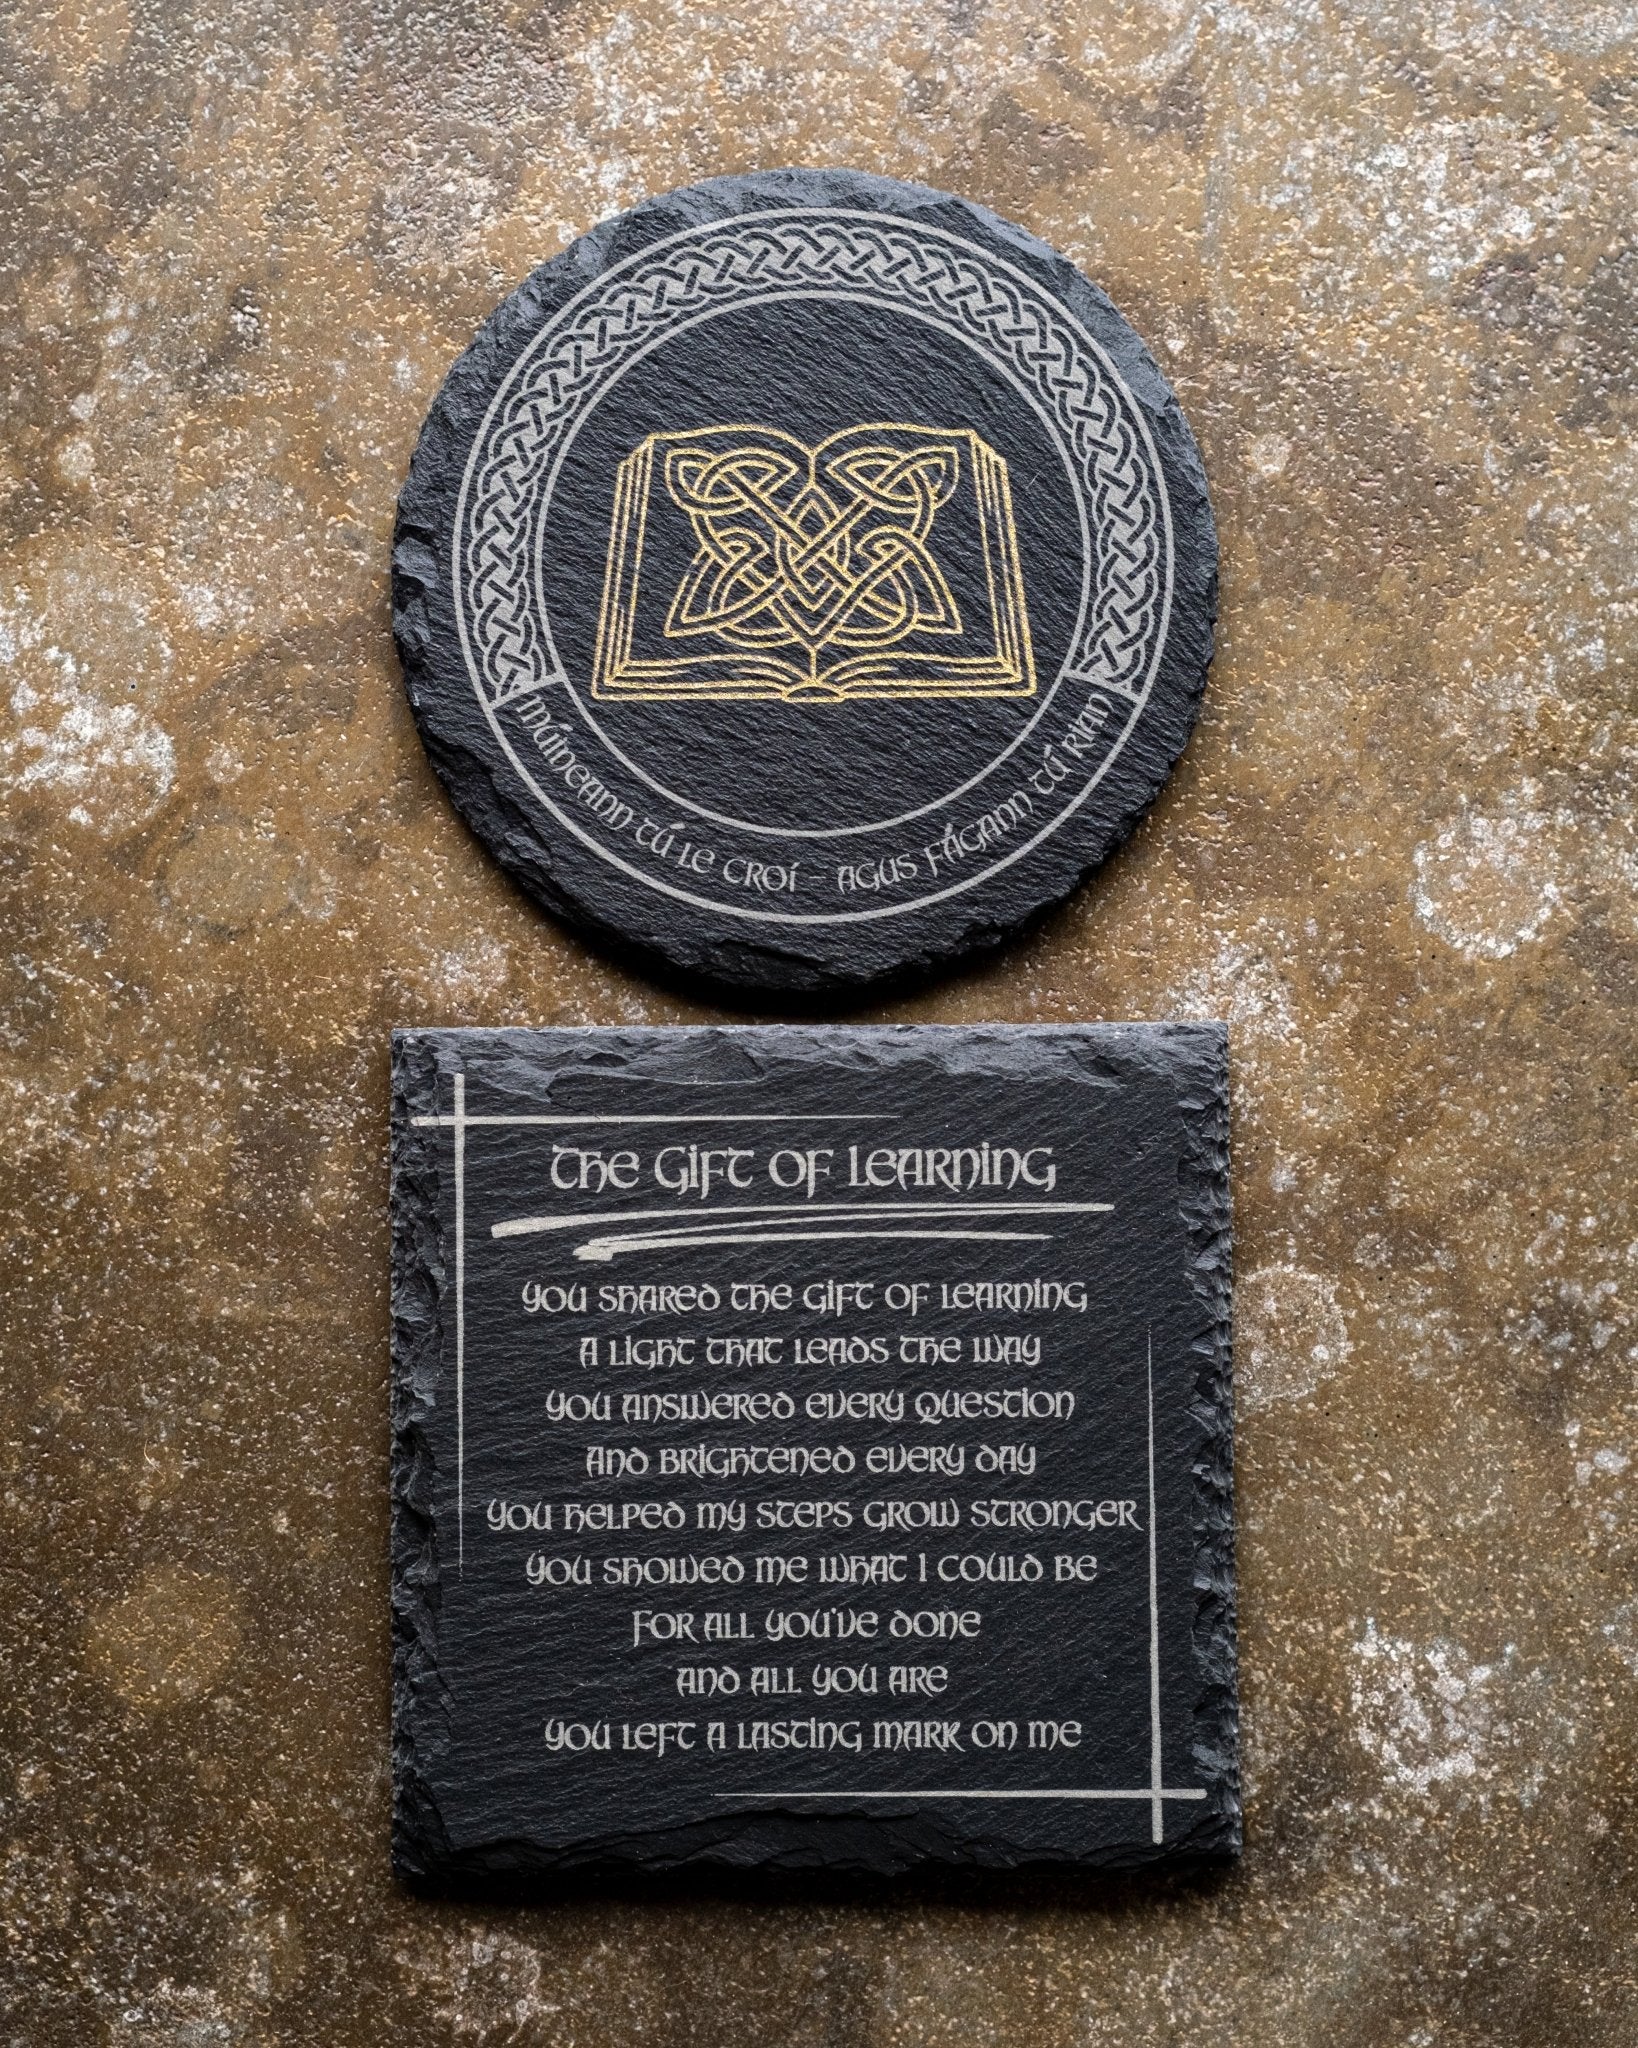 Múineann tú le croí – agus fágann tú rian
The Gift of Learning
You shared the gift of learning
A light that leads the way
You answered every question
And brightened every day
You helped my steps grow stronger
You showed me what I could be
For all you've done
and all you are
You left a lasting mark on me